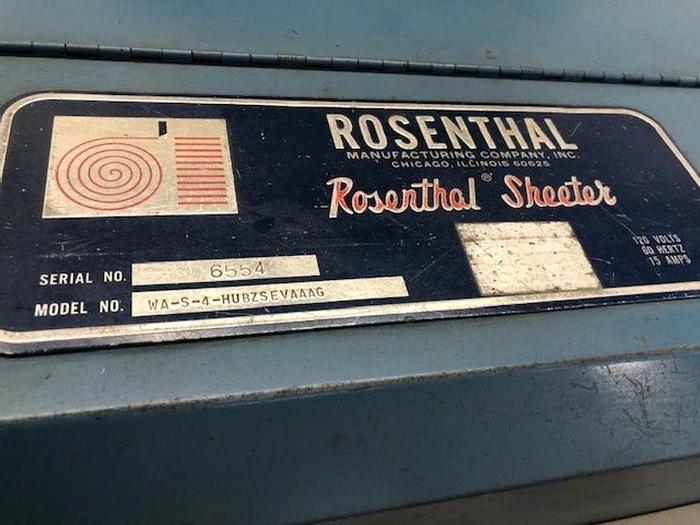 ROSENTHAL
MANUFACTURING COMPANY, INC.
CHICAGO, ILLINOIS 60625
Rosenthal® Sheeter
120 VOLTS
60 HERTZ
15 AMPS
SERIAL NO. 6554
MODEL NO. WA-S-4-HUBZSEVAAAG